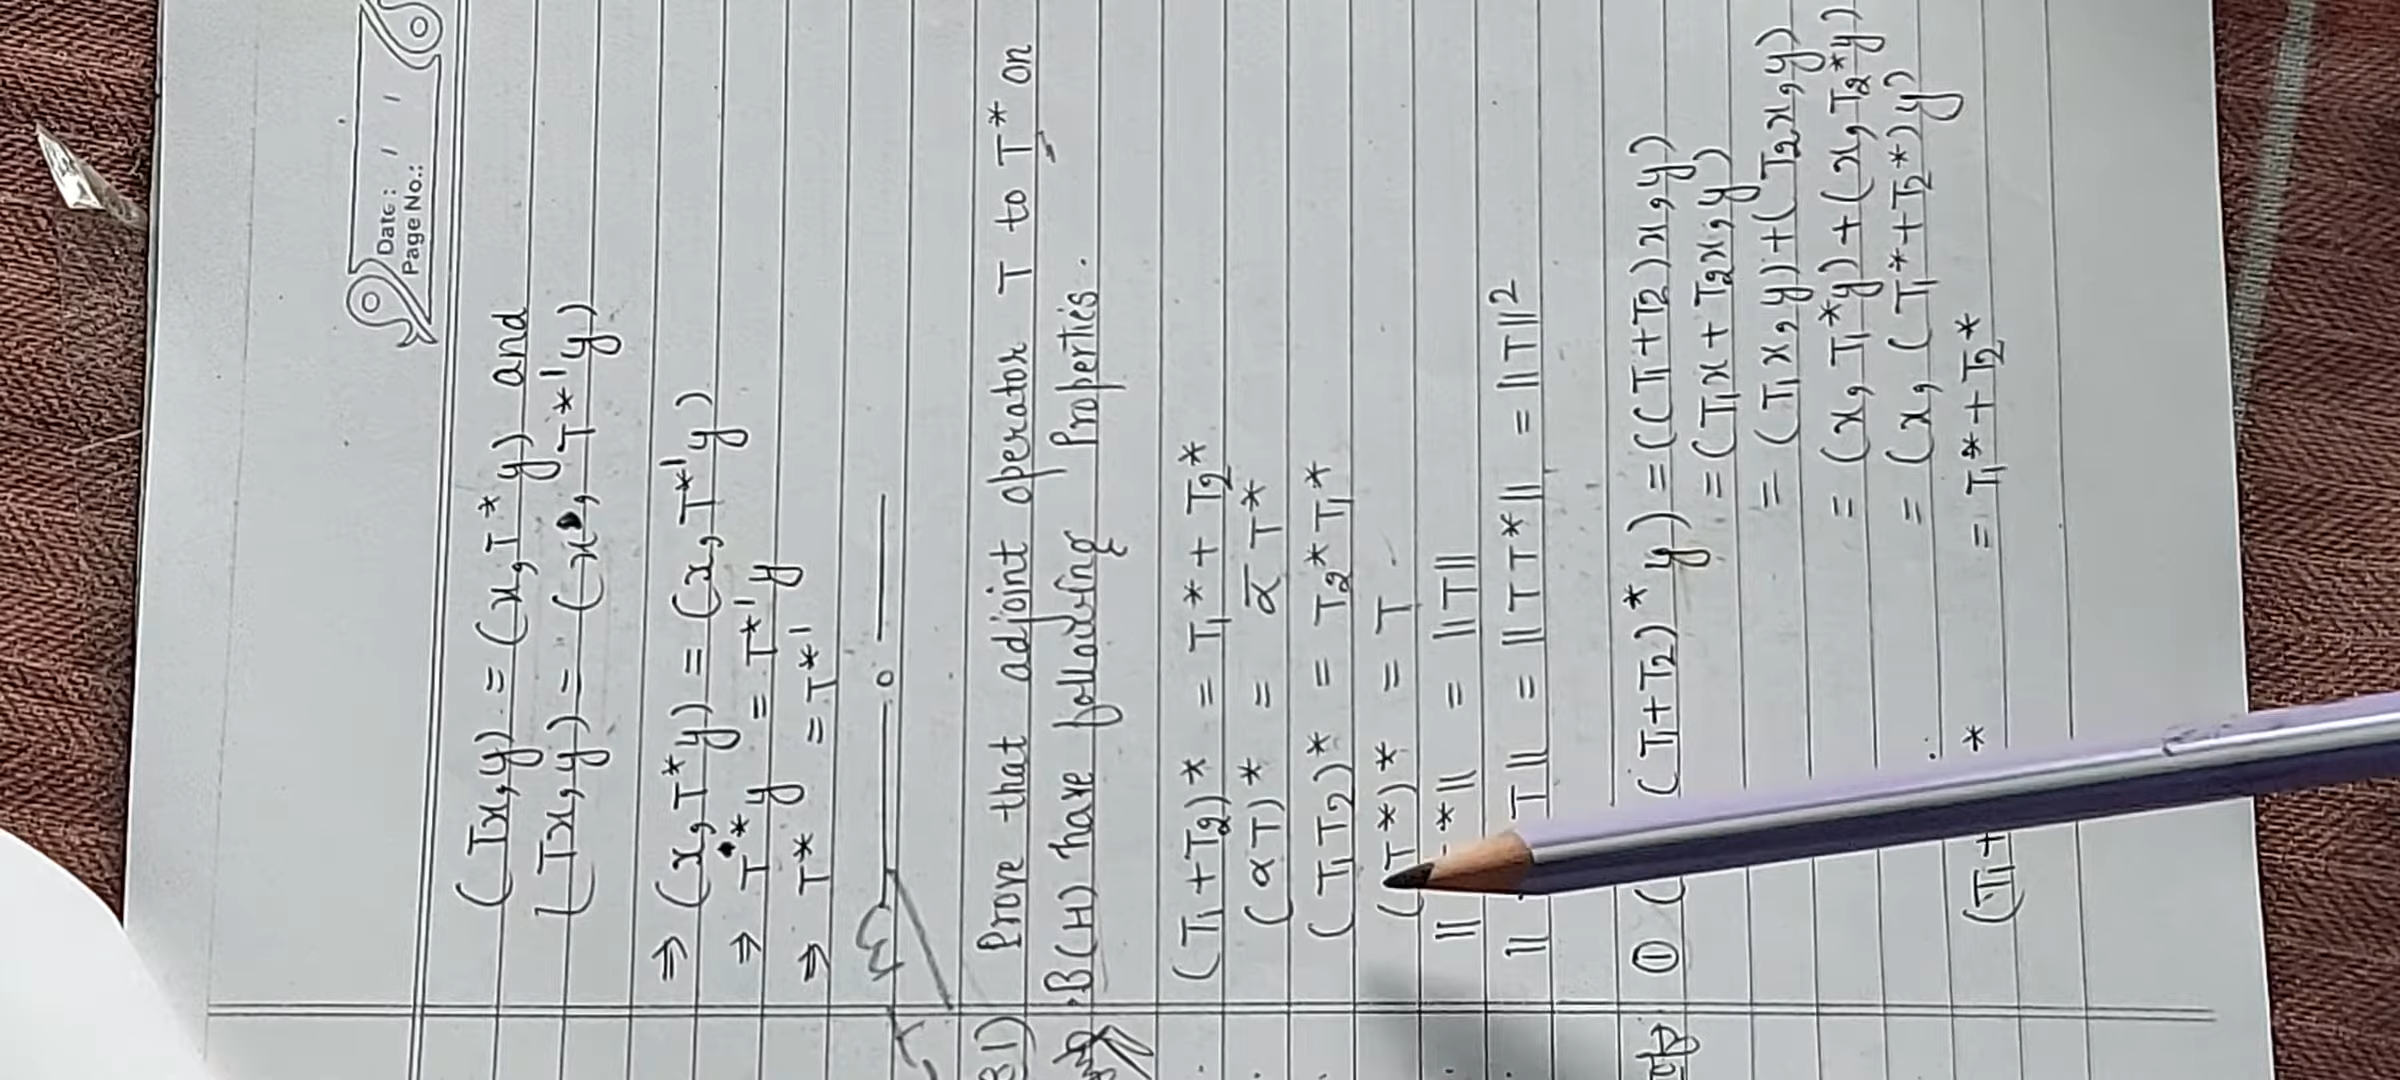 Date: / /
Page No.:
(Tx,y) = (x,T*y) and
(Tx,y) = (x, T*'y)
⇒ (x,T*y) = (x,T*'y)
⇒ T*y = T*'y
⇒ T* = T*'
Prove that adjoint operator T to T* on
B(H) have following Properties.
(T1+T2)* = T1* + T2*
(αT)* = ᾱT*
(T1T2)* = T2*T1*
(T*)* = T
*|| = ||T||
|| T|| = ||TT*|| = ||T||²
① ( (T1+T2)*y) = ((T1+T2)x,y)
= (T1x + T2x,y)
= (T1x,y)+(T2x,y)
= (x,T1*y)+(x,T2*y)
= (x, (T1*+T2*)y)
(T1+ * = T1*+T2*